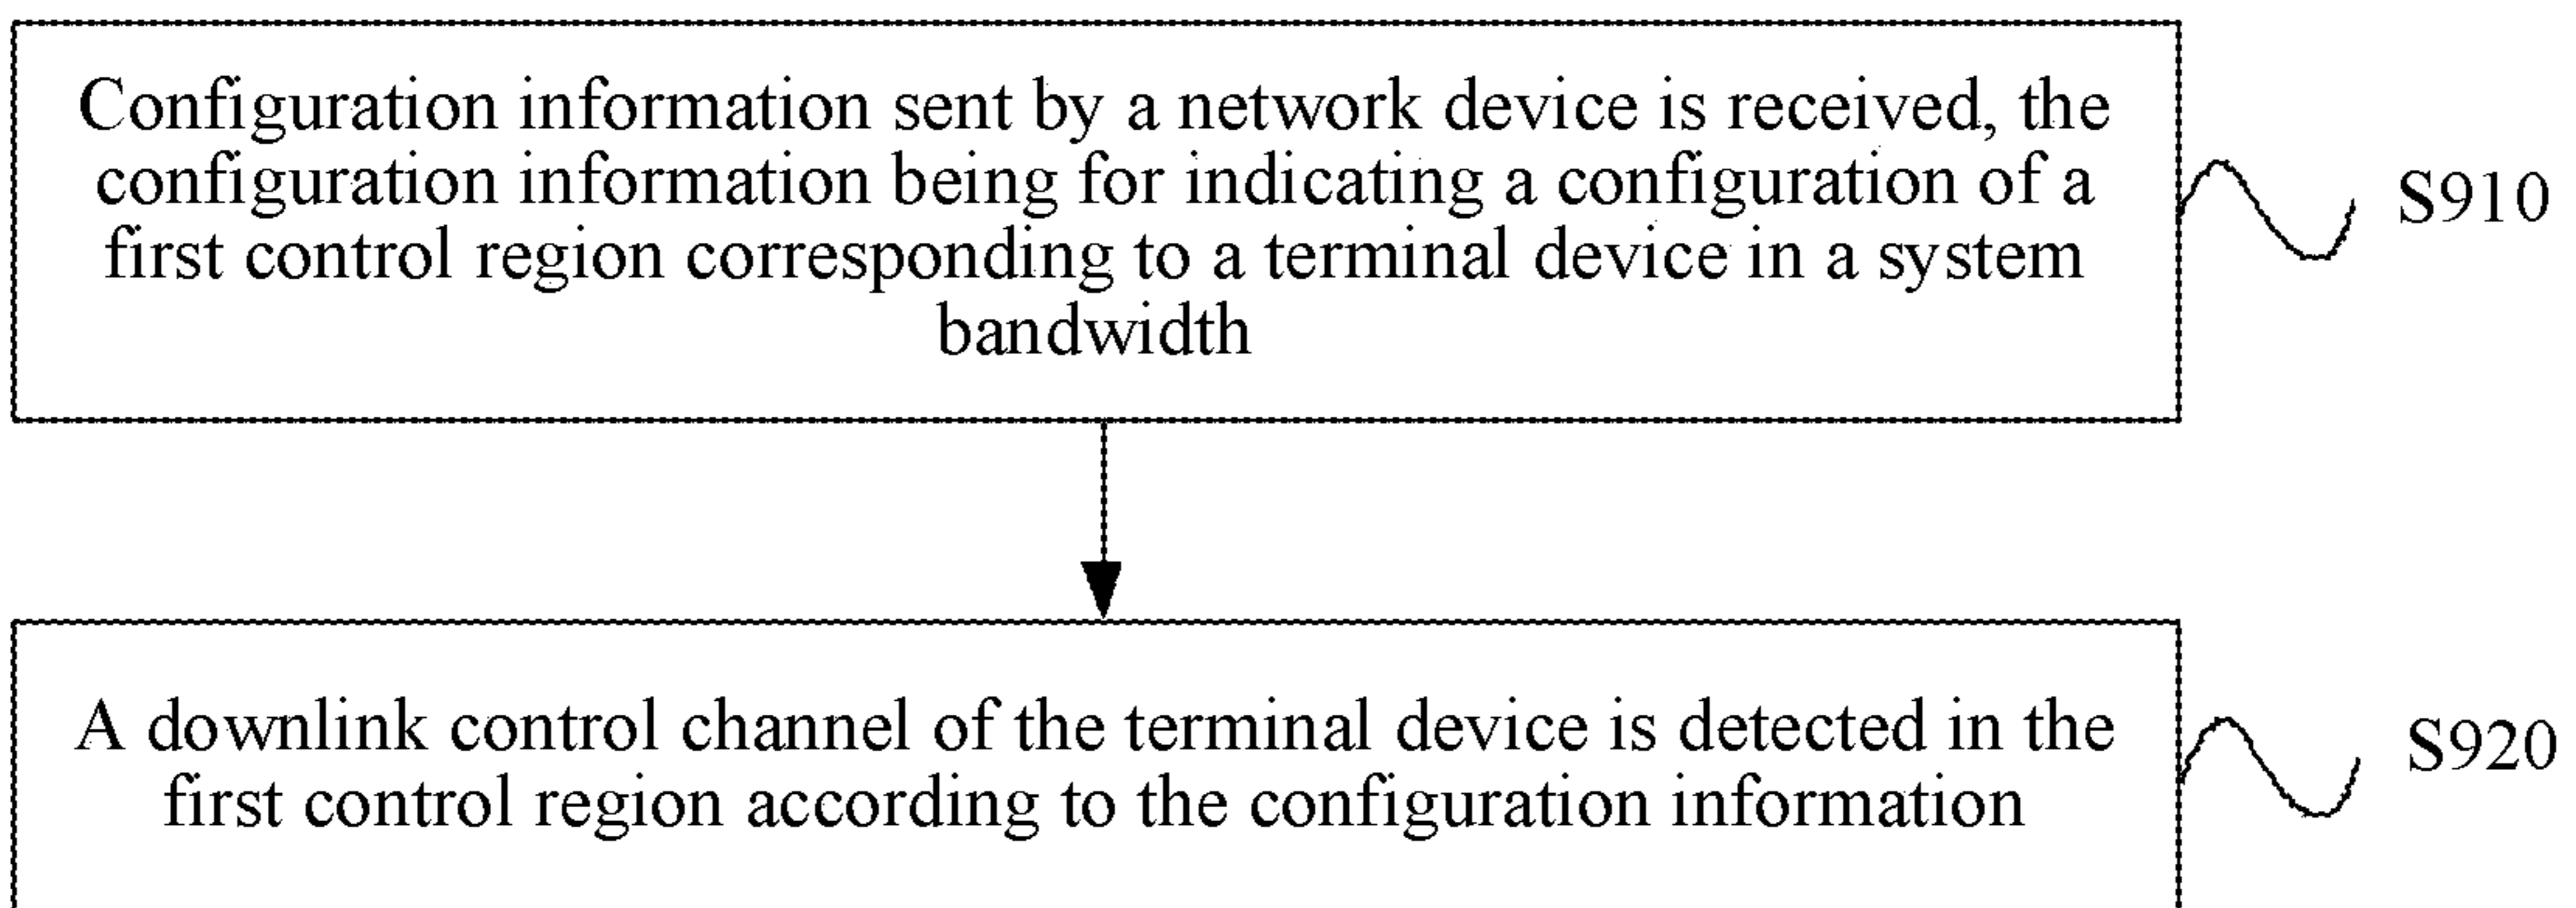 Configuration information sent by a network device is received, the
configuration information being for indicating a configuration of a
first control region corresponding to a terminal device in a system
bandwidth
S910
A downlink control channel of the terminal device is detected in the
first control region according to the configuration information
S920